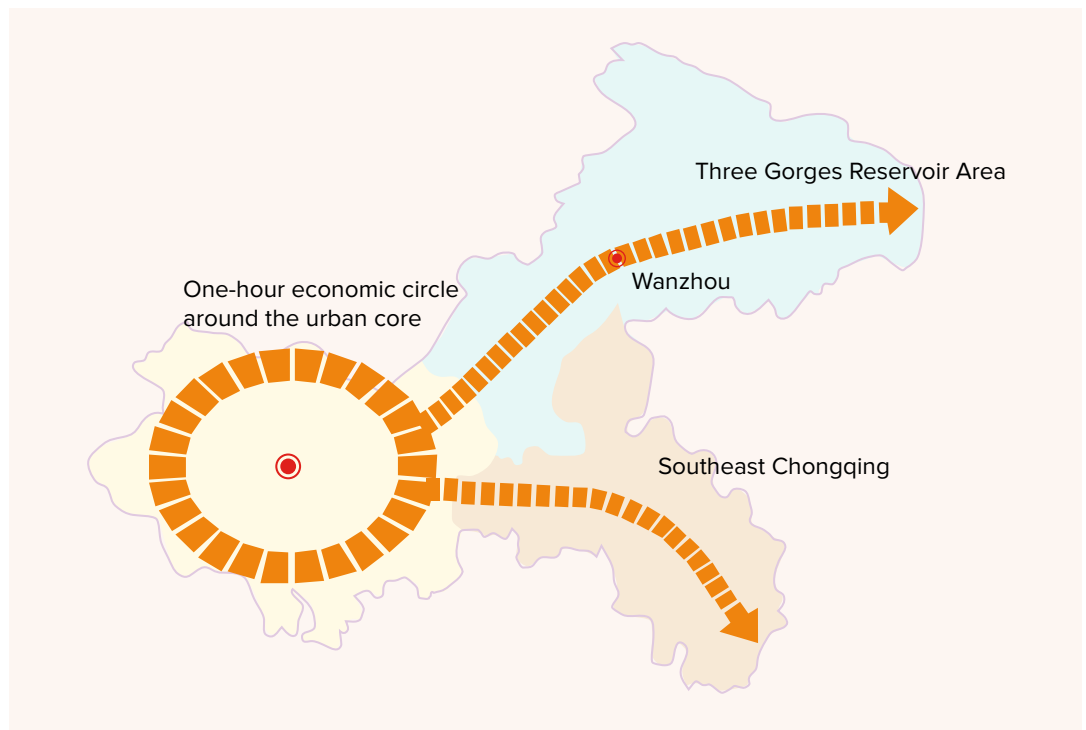 Three Gorges Reservoir Area
Wanzhou
One-hour economic circle
around the urban core
Southeast Chongqing